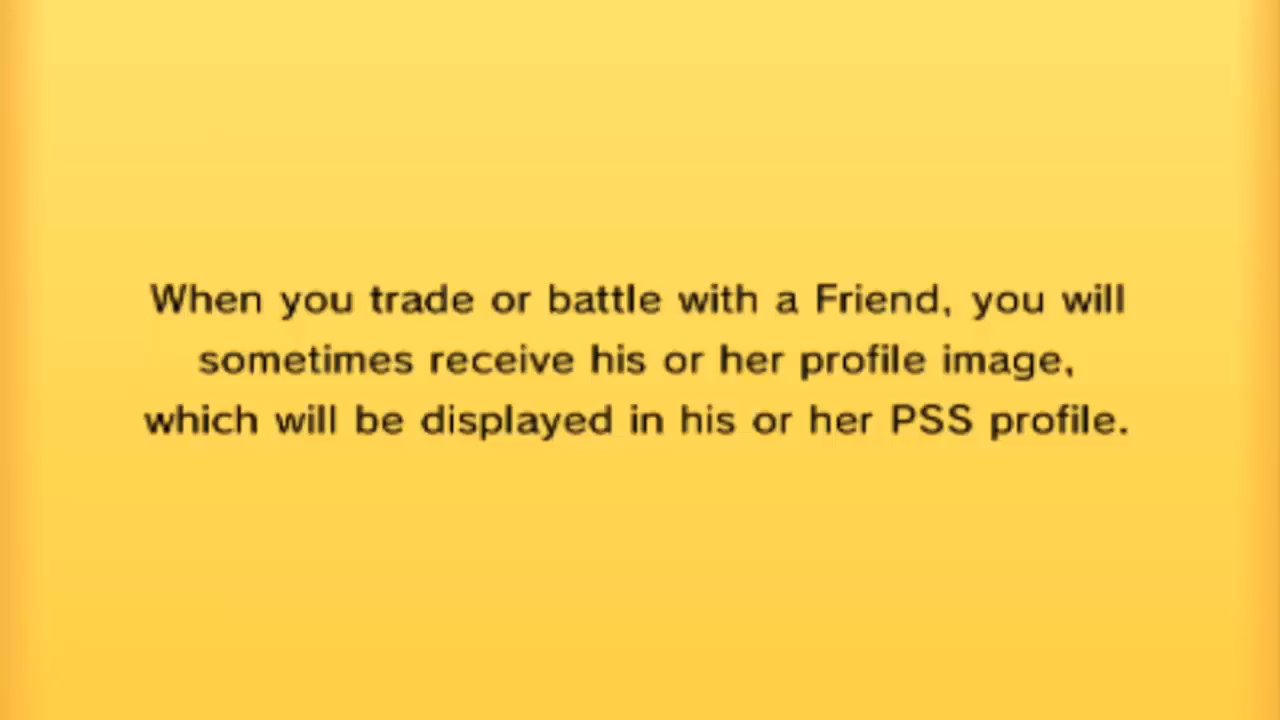 When you trade or battle with a Friend, you will
sometimes receive his or her profile image,
which will be displayed in his or her PSS profile.